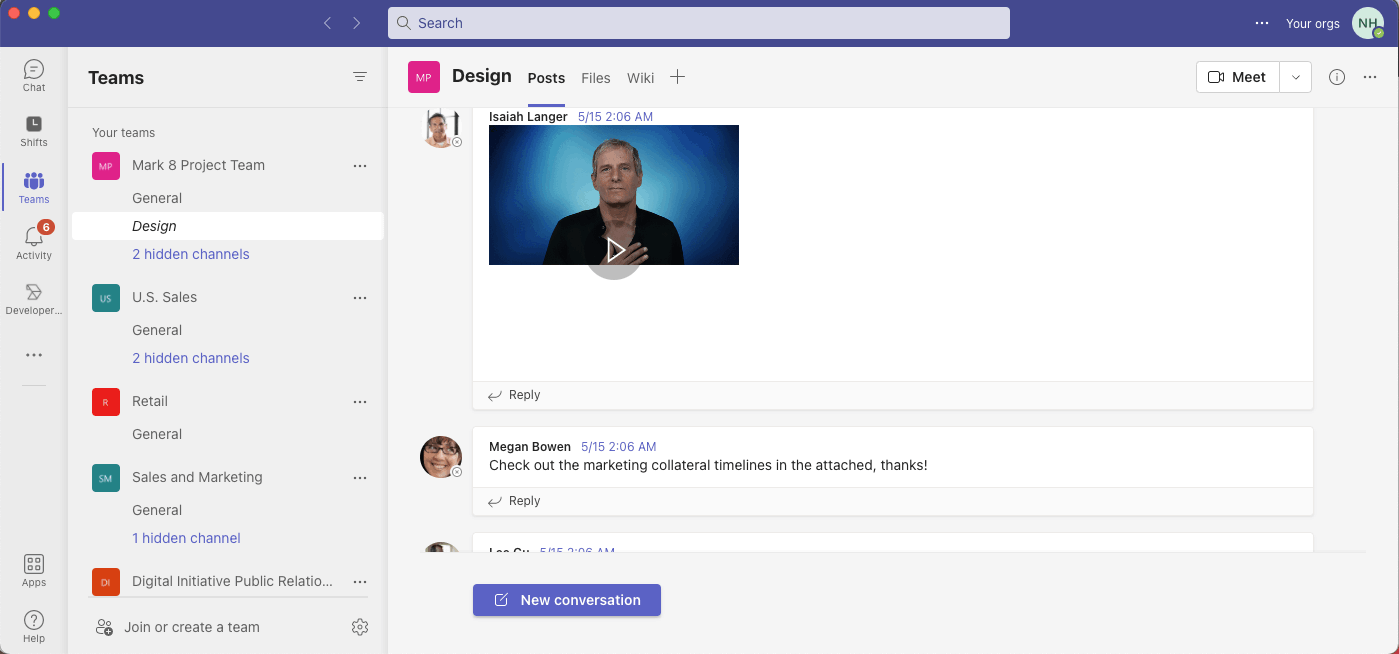 Search
Your orgs
NH
Chat
Shifts
Teams
6
Activity
Developer...
Apps
Help
Teams
Your teams
MP
Mark 8 Project Team
General
Design
2 hidden channels
US
U.S. Sales
General
2 hidden channels
R
Retail
General
SM
Sales and Marketing
General
1 hidden channel
DI
Digital Initiative Public Relatio...
Join or create a team
MP
Design
Posts
Files
Wiki
Meet
Isaiah Langer 5/15 2:06 AM
Reply
Megan Bowen 5/15 2:06 AM
Check out the marketing collateral timelines in the attached, thanks!
Reply
5/15 2:06 AM
New conversation